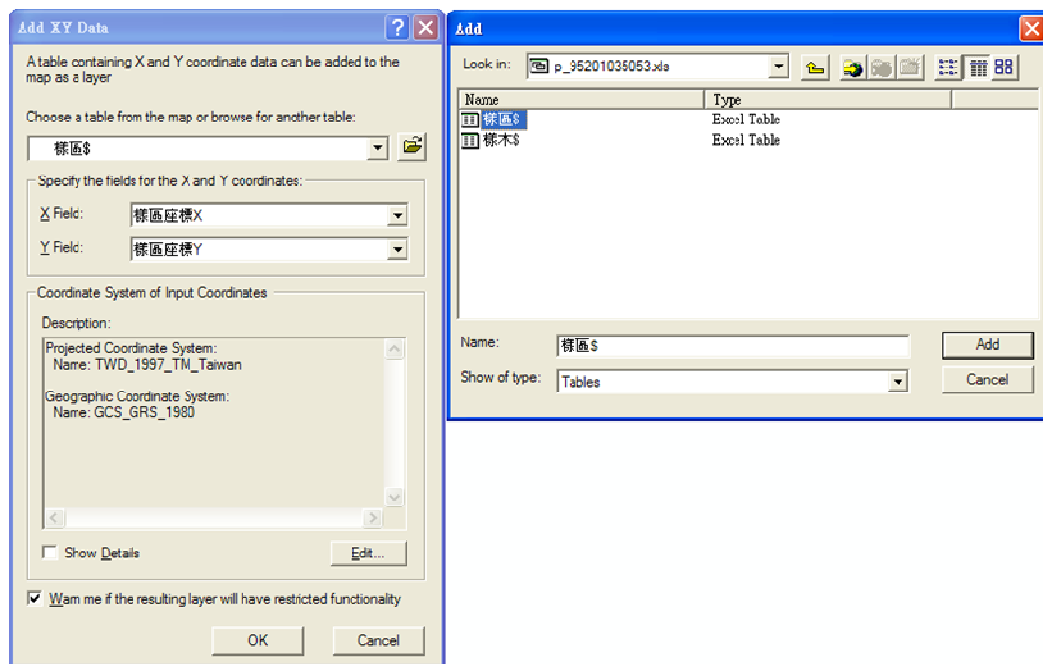 Add XY Data
A table containing X and Y coordinate data can be added to the
map as a layer
Choose a table from the map or browse for another table:
樣區$
Specify the fields for the X and Y coordinates:
X Field:
樣區座標X
Y Field:
樣區座標Y
Coordinate System of Input Coordinates
Description:
Projected Coordinate System:
Name: TWD_1997_TM_Taiwan
Geographic Coordinate System:
Name: GCS_GRS_1980
Show Details
Edit...
Warn me if the resulting layer will have restricted functionality
OK
Cancel
Add
Look in:
p_95201035053.xls
Name
Type
樣區$
Excel Table
樣木$
Excel Table
Name:
樣區$
Add
Show of type:
Tables
Cancel